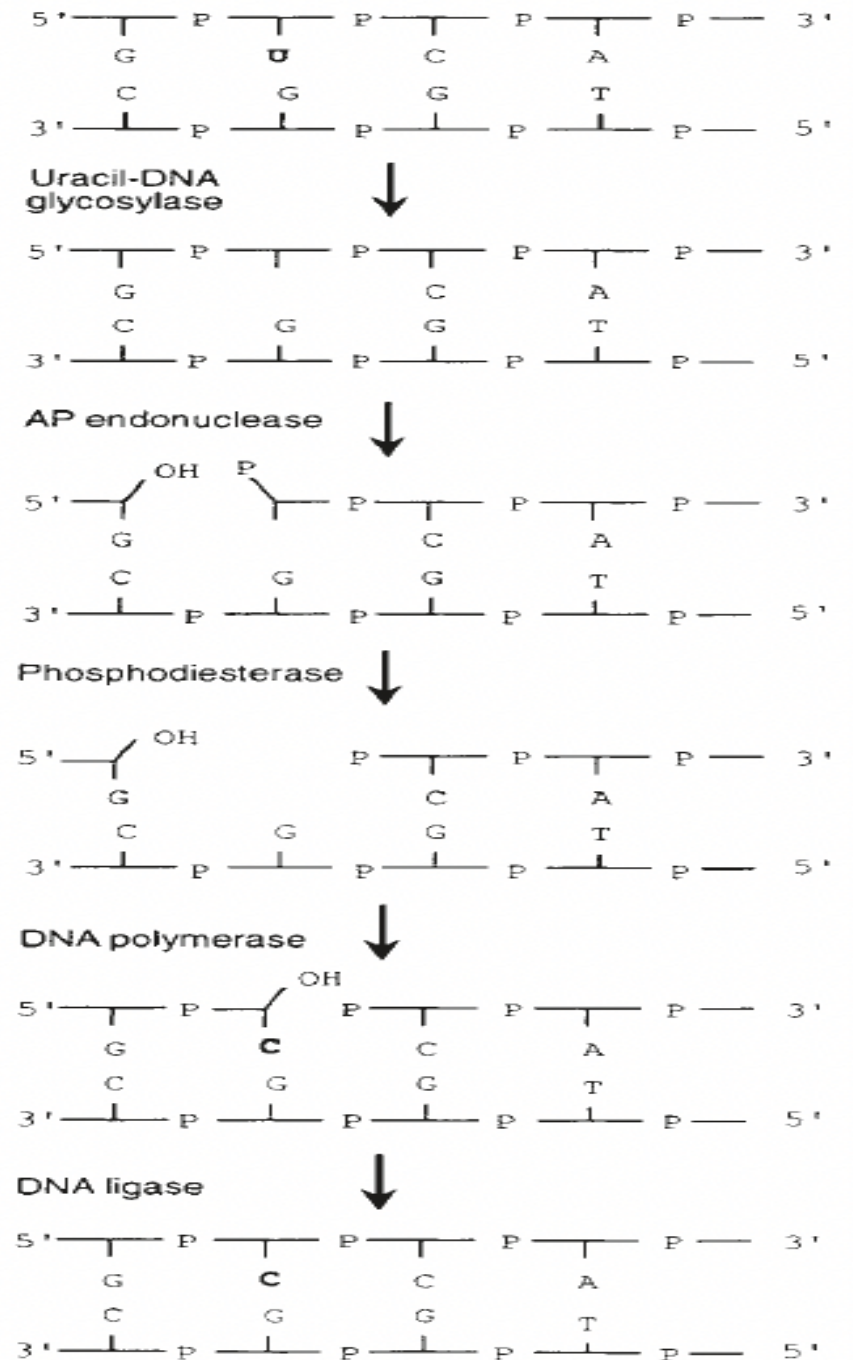 5' P P P P 3'
G U C A
C G G T
3' P P P P 5'
Uracil-DNA
glycosylase
5' P P P P 3'
G C A
C G G T
3' P P P P 5'
AP endonuclease
OH P
5' P P P 3'
G C A
C G G T
3' P P P P 5'
Phosphodiesterase
OH
5' P P P 3'
G C A
C G G T
3' P P P P 5'
DNA polymerase
OH
5' P P P P 3'
G C C A
C G G T
3' P P P P 5'
DNA ligase
5' P P P P 3'
G C C A
C G G T
3' P P P P 5'